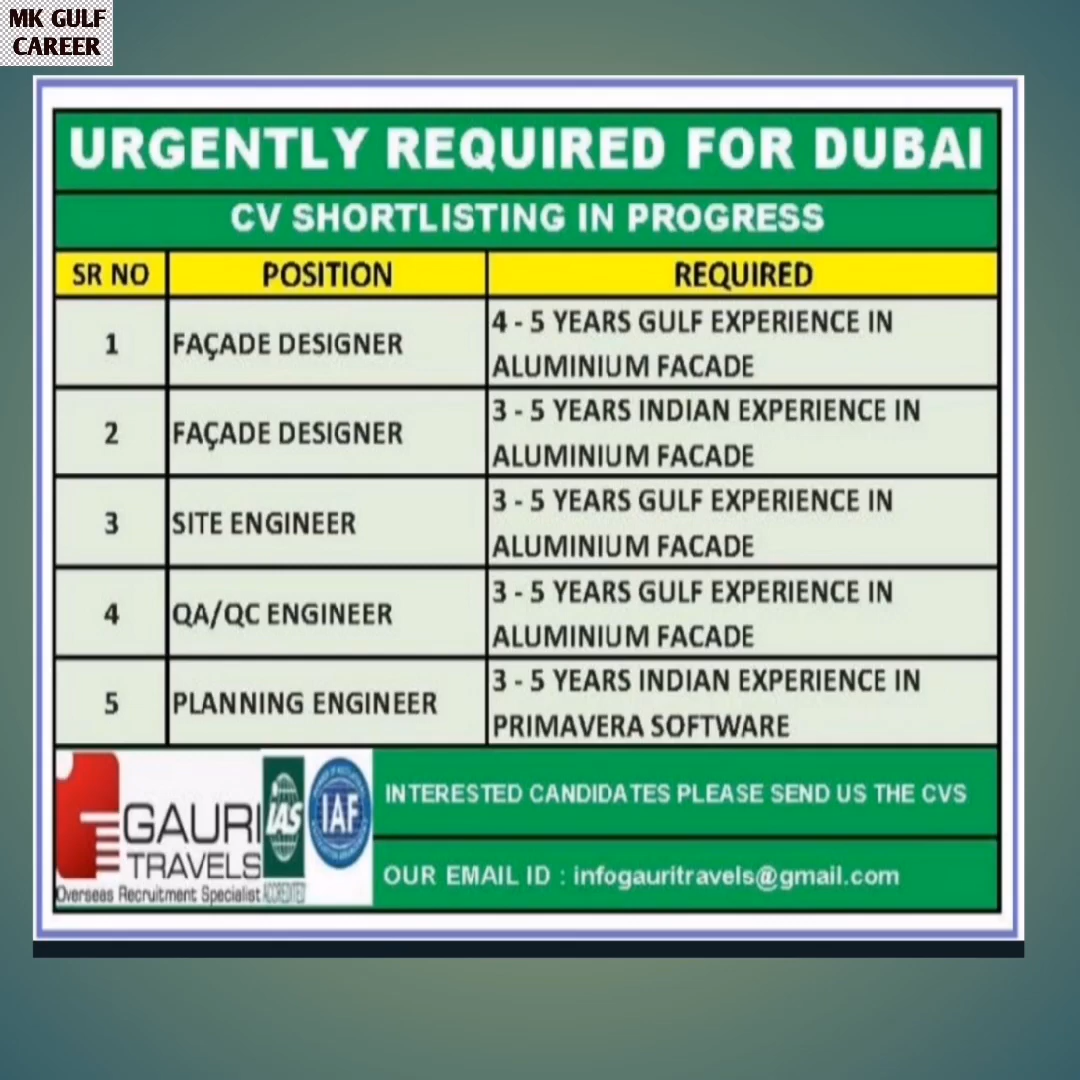 MK GULF
CAREER
URGENTLY REQUIRED FOR DUBAI
CV SHORTLISTING IN PROGRESS
SR NO POSITION REQUIRED
1 FAÇADE DESIGNER 4 - 5 YEARS GULF EXPERIENCE IN
ALUMINIUM FACADE
2 FAÇADE DESIGNER 3 - 5 YEARS INDIAN EXPERIENCE IN
ALUMINIUM FACADE
3 SITE ENGINEER 3 - 5 YEARS GULF EXPERIENCE IN
ALUMINIUM FACADE
4 QA/QC ENGINEER 3 - 5 YEARS GULF EXPERIENCE IN
ALUMINIUM FACADE
5 PLANNING ENGINEER 3 - 5 YEARS INDIAN EXPERIENCE IN
PRIMAVERA SOFTWARE
GAURI
TRAVELS
Overseas Recruitment Specialist
IAS
ACCREDITED
IAF
INTERESTED CANDIDATES PLEASE SEND US THE CVS
OUR EMAIL ID : infogauritravels@gmail.com